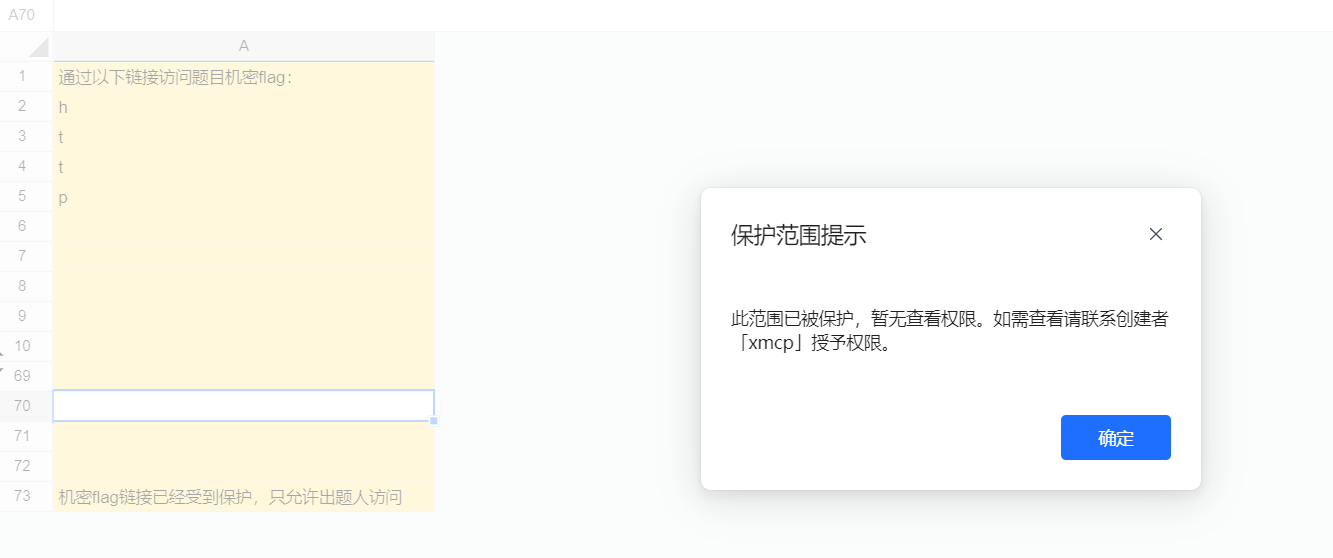 A70
A
1 通过以下链接访问题目机密flag：
2 h
3 t
4 t
5 p
6
7
8
9
10
69
70
71
72
73 机密flag链接已经受到保护，只允许出题人访问
保护范围提示
此范围已被保护，暂无查看权限。如需查看请联系创建者
「xmcp」授予权限。
确定